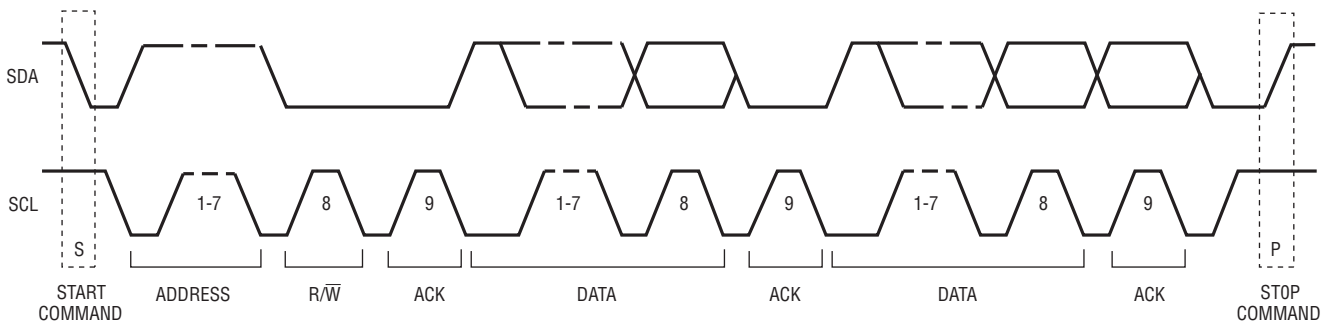 SDA
SCL
1-7 8 9 1-7 8 9 1-7 8 9
S P
START COMMAND ADDRESS R/W̅ ACK DATA ACK DATA ACK ST0P COMMAND